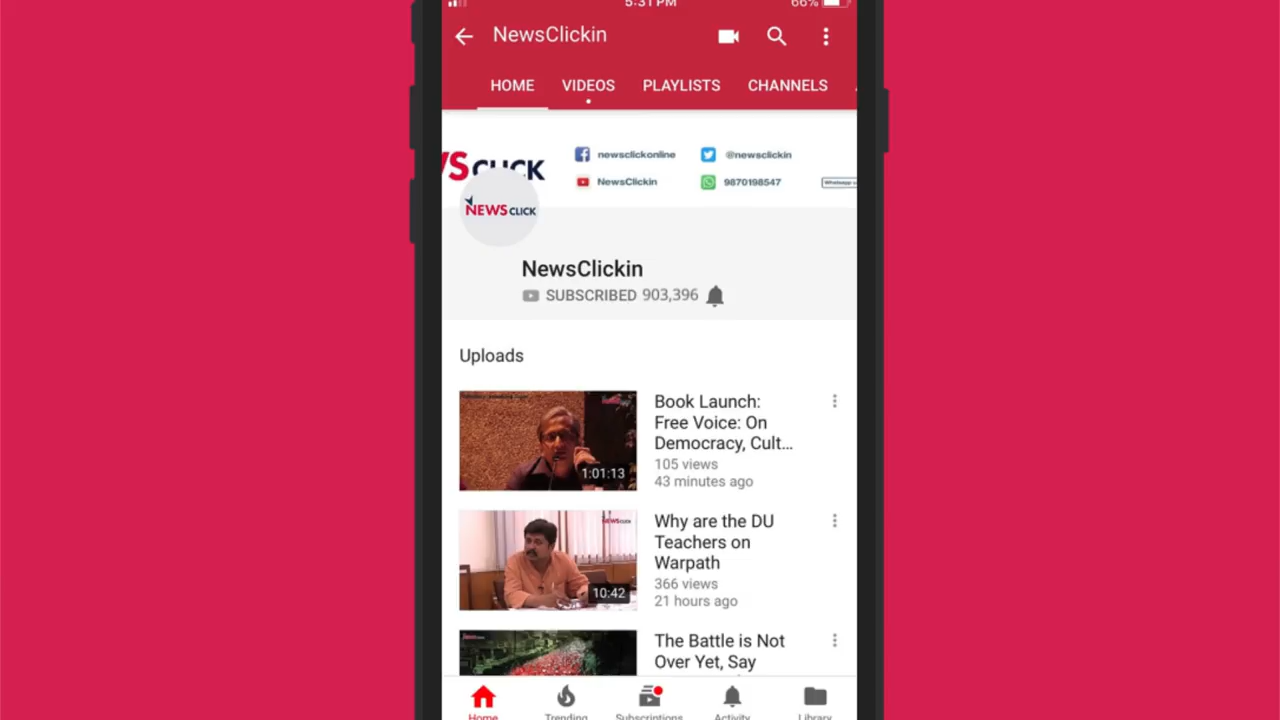 5:31 PM
66%
NewsClickin
HOME VIDEOS PLAYLISTS CHANNELS
WS CLICK
newsclickonline
@newsclickin
NewsClickin
9870198547
NEWS CLICK
NewsClickin
SUBSCRIBED 903,396
Uploads
Book Launch:
Free Voice: On
Democracy, Cult...
105 views
43 minutes ago
1:01:13
Why are the DU
Teachers on
Warpath
366 views
21 hours ago
NEWSCLICK
10:42
The Battle is Not
Over Yet, Say
Home Trending Subscriptions Activity Library